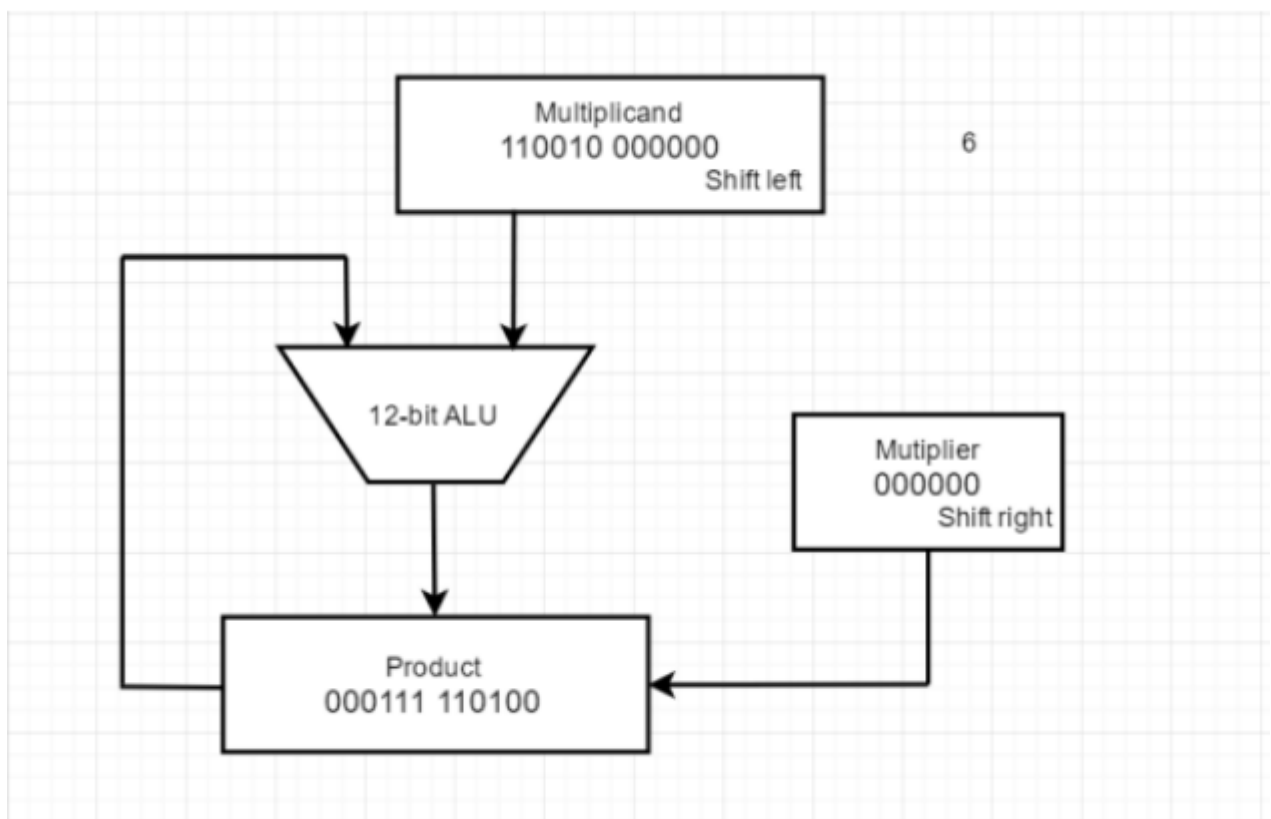 Multiplicand
110010 000000
Shift left
6
12-bit ALU
Mutiplier
000000
Shift right
Product
000111 110100